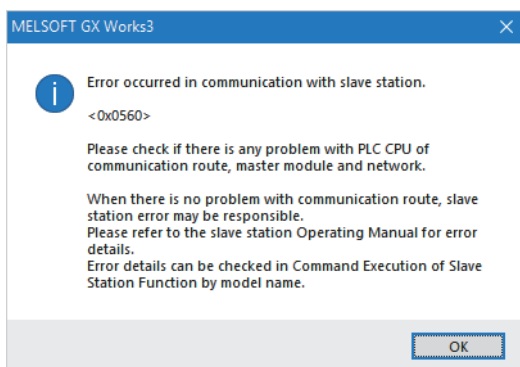 MELSOFT GX Works3
Error occurred in communication with slave station.
<0x0560>
Please check if there is any problem with PLC CPU of
communication route, master module and network.
When there is no problem with communication route, slave
station error may be responsible.
Please refer to the slave station Operating Manual for error
details.
Error details can be checked in Command Execution of Slave
Station Function by model name.
OK